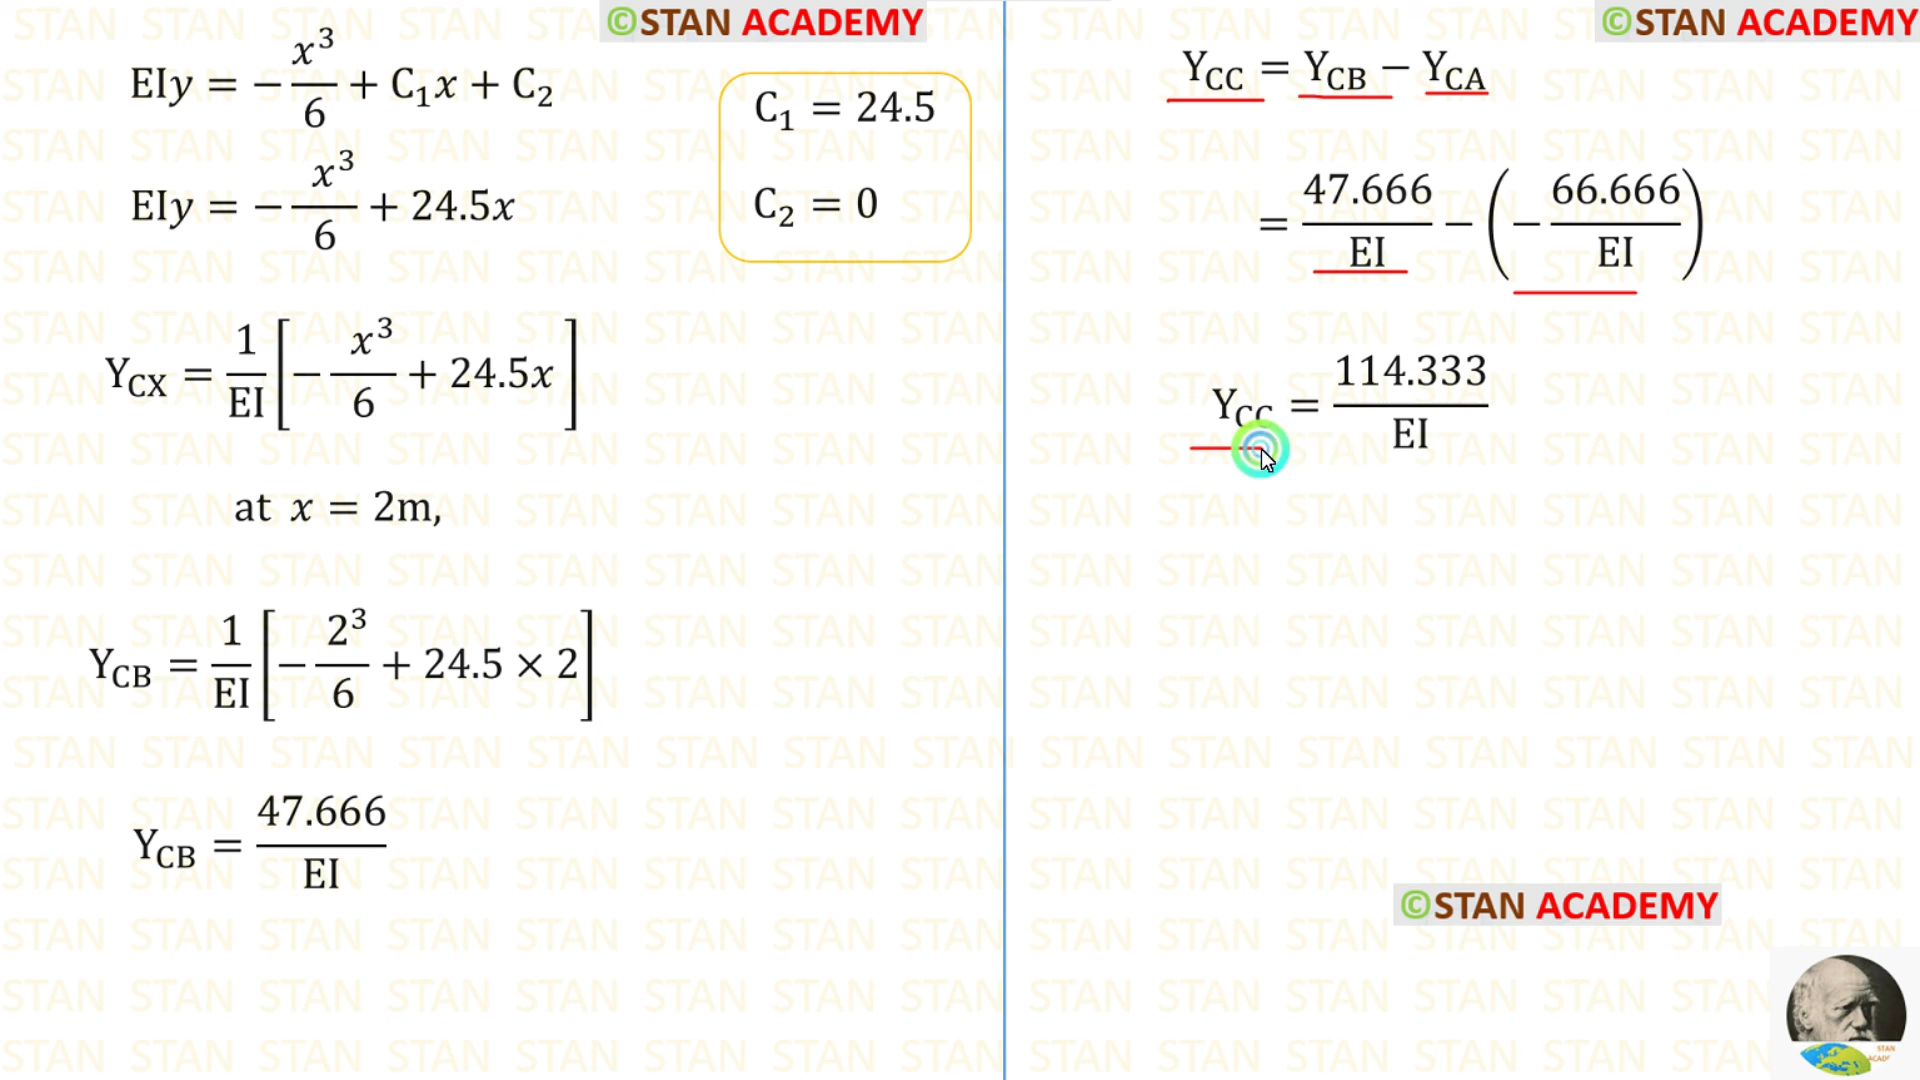 ©STAN ACADEMY
EIy = −x³/6 + C₁x + C₂
EIy = −x³/6 + 24.5x
C₁ = 24.5
C₂ = 0
Y_CX = 1/EI [−x³/6 + 24.5x]
at x = 2m,
Y_CB = 1/EI [−2³/6 + 24.5 × 2]
Y_CB = 47.666/EI
©STAN ACADEMY
Y_CC = Y_CB − Y_CA
= 47.666/EI − (−66.666/EI)
Y_CC = 114.333/EI
©STAN ACADEMY
STAN